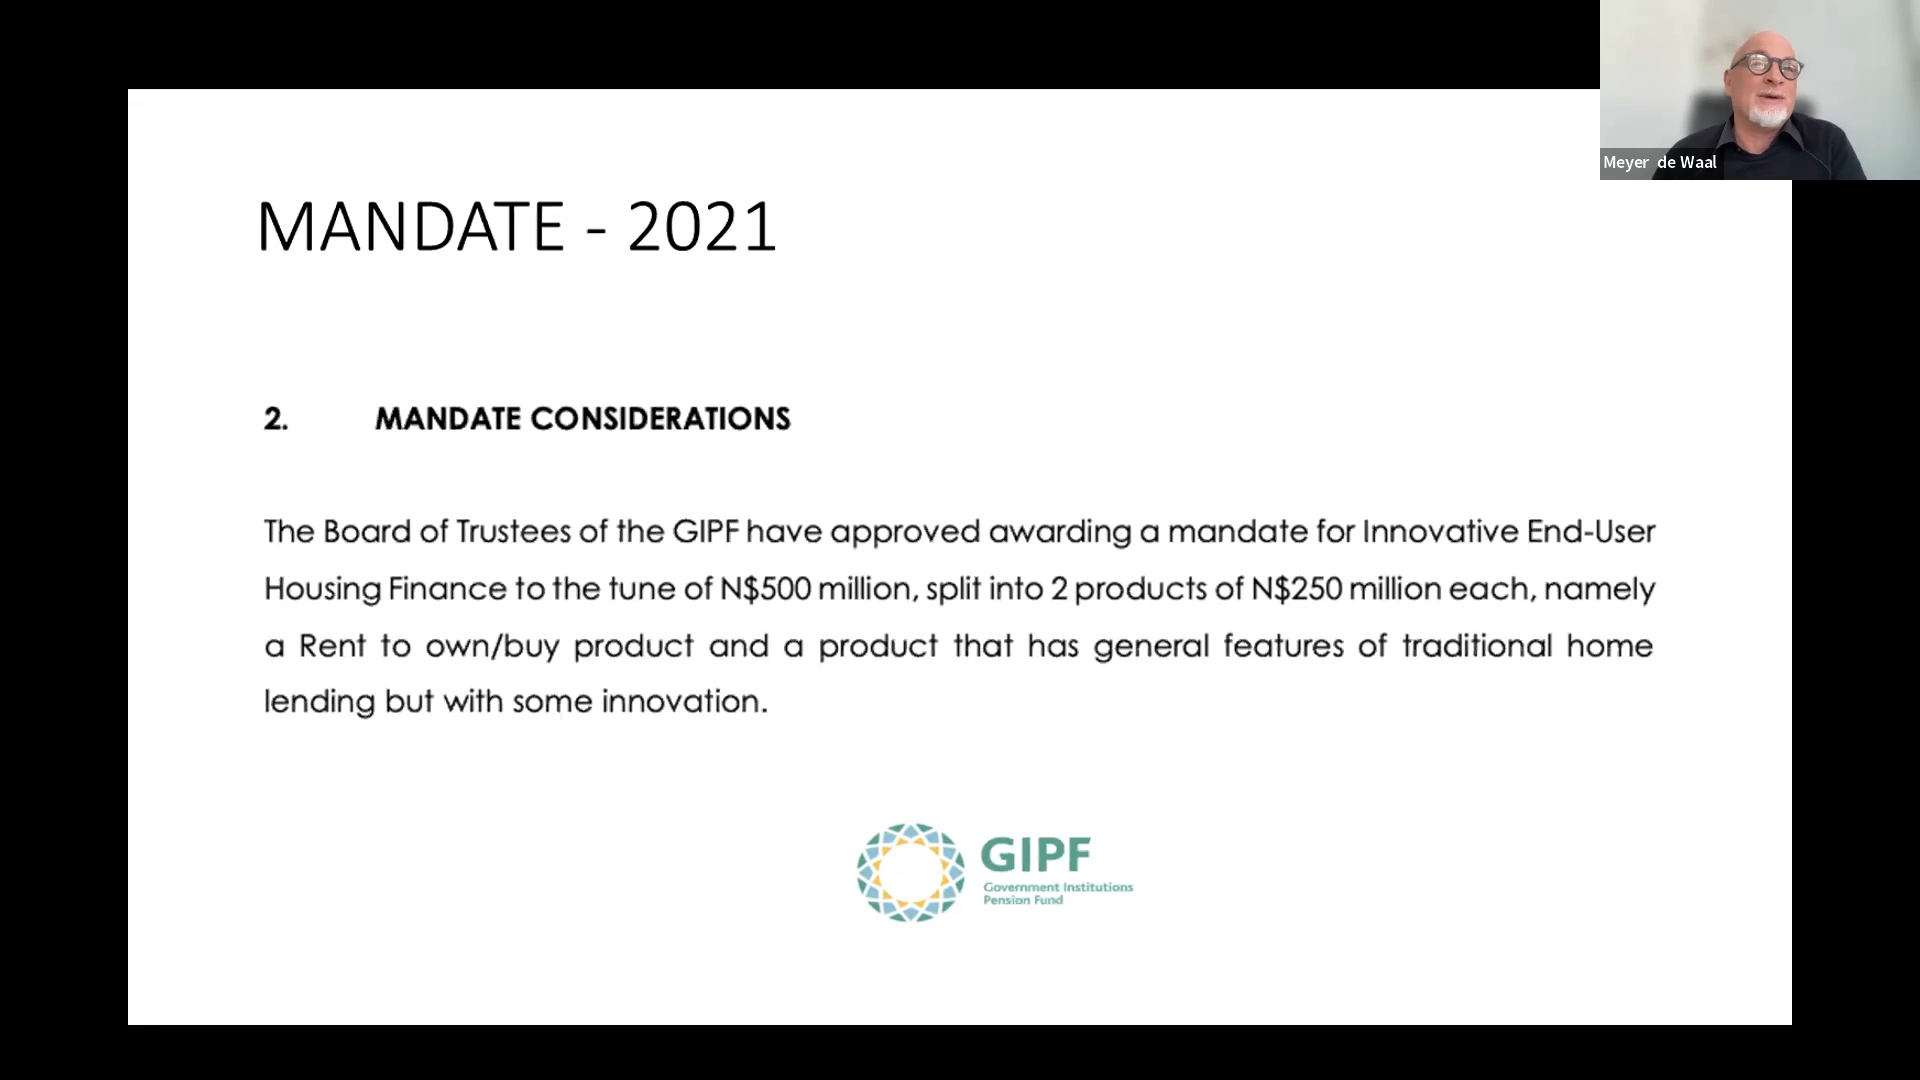 Meyer de Waal
MANDATE - 2021
2. MANDATE CONSIDERATIONS
The Board of Trustees of the GIPF have approved awarding a mandate for Innovative End-User
Housing Finance to the tune of N$500 million, split into 2 products of N$250 million each, namely
a Rent to own/buy product and a product that has general features of traditional home
lending but with some innovation.
GIPF
Government Institutions
Pension Fund